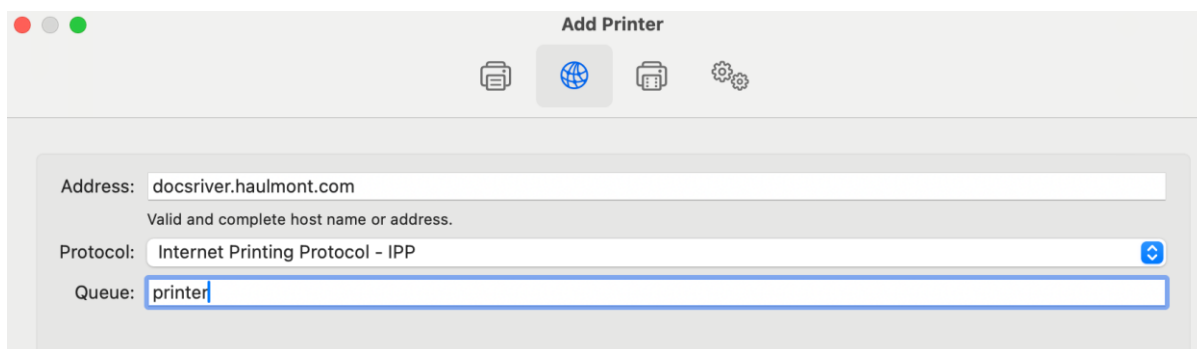 Add Printer
Address: docsriver.haulmont.com
Valid and complete host name or address.
Protocol: Internet Printing Protocol - IPP
Queue: printer